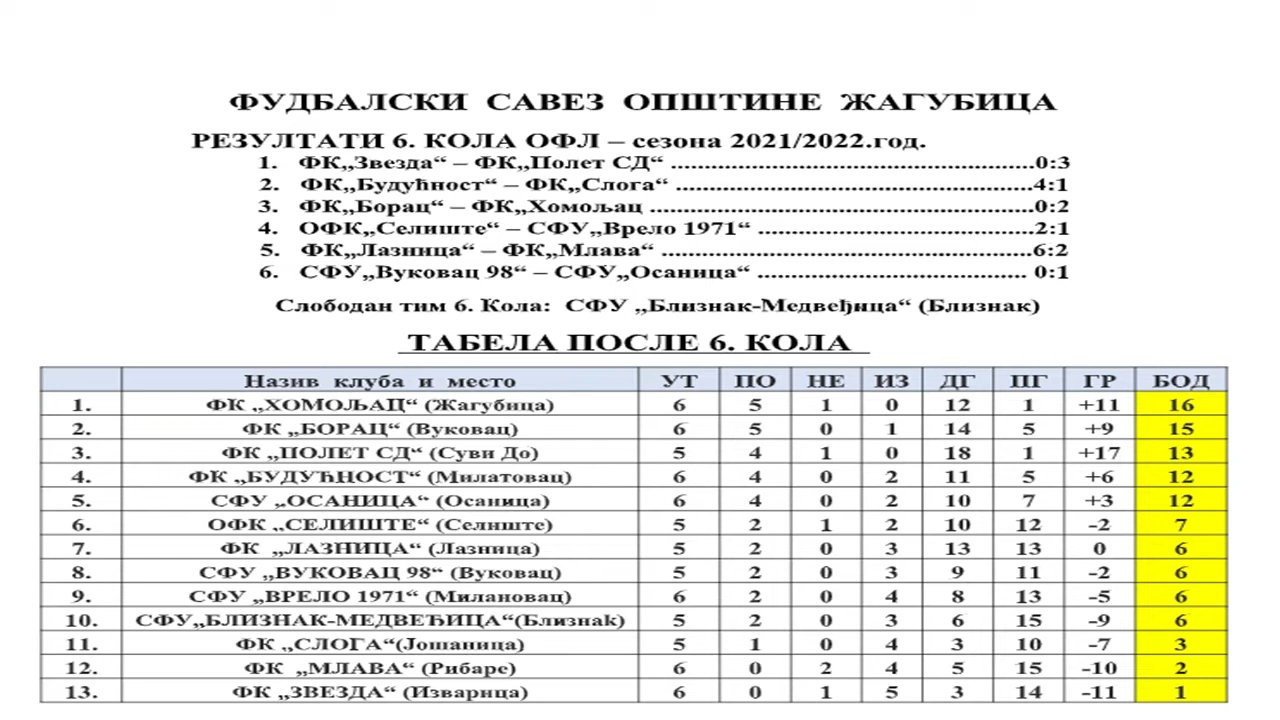 ФУДБАЛСКИ САВЕЗ ОПШТИНЕ ЖАГУБИЦА
РЕЗУЛТАТИ 6. КОЛА ОФЛ – сезона 2021/2022.год.
1. ФК„Звезда“ – ФК„Полет СД“ ......................................................0:3
2. ФК„Будућност“ – ФК„Слога“ .....................................................4:1
3. ФК„Борац“ – ФК„Хомољац .........................................................0:2
4. ОФК„Селиште“ – СФУ„Врело 1971“ .........................................2:1
5. ФК„Лазница“ – ФК„Млава“ .......................................................6:2
6. СФУ„Вуковац 98“ – СФУ„Осаница“ ........................................ 0:1
Слободан тим 6. Кола: СФУ „Близнак-Медвеђица“ (Близнак)
ТАБЕЛА ПОСЛЕ 6. КОЛА
Назив клуба и место УТ ПО НЕ ИЗ ДГ ПГ ГР БОД
1. ФК „ХОМОЉАЦ“ (Жагубица) 6 5 1 0 12 1 +11 16
2. ФК „БОРАЦ“ (Вуковац) 6 5 0 1 14 5 +9 15
3. ФК „ПОЛЕТ СД“ (Суви До) 5 4 1 0 18 1 +17 13
4. ФК „БУДУЋНОСТ“ (Милатовац) 6 4 0 2 11 5 +6 12
5. СФУ „ОСАНИЦА“ (Осаница) 6 4 0 2 10 7 +3 12
6. ОФК „СЕЛИШТЕ“ (Селиште) 5 2 1 2 10 12 -2 7
7. ФК „ЛАЗНИЦА“ (Лазница) 5 2 0 3 13 13 0 6
8. СФУ „ВУКОВАЦ 98“ (Вуковац) 5 2 0 3 9 11 -2 6
9. СФУ „ВРЕЛО 1971“ (Милановац) 6 2 0 4 8 13 -5 6
10. СФУ„БЛИЗНАК-МЕДВЕЂИЦА“(Близнак) 5 2 0 3 6 15 -9 6
11. ФК „СЛОГА“(Јошаница) 5 1 0 4 3 10 -7 3
12. ФК „МЛАВА“ (Рибаре) 6 0 2 4 5 15 -10 2
13. ФК „ЗВЕЗДА“ (Изварица) 6 0 1 5 3 14 -11 1